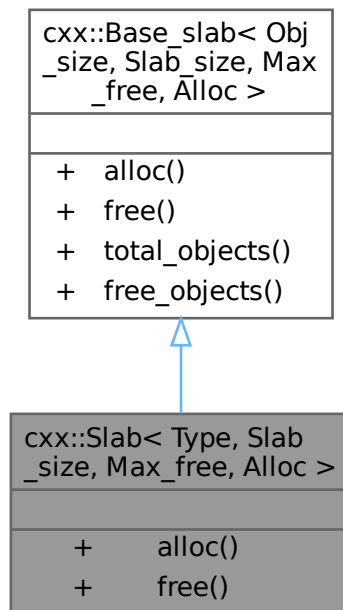 cxx::Base_slab< Obj
_size, Slab_size, Max
_free, Alloc >
+ alloc()
+ free()
+ total_objects()
+ free_objects()
cxx::Slab< Type, Slab
_size, Max_free, Alloc >
+ alloc()
+ free()